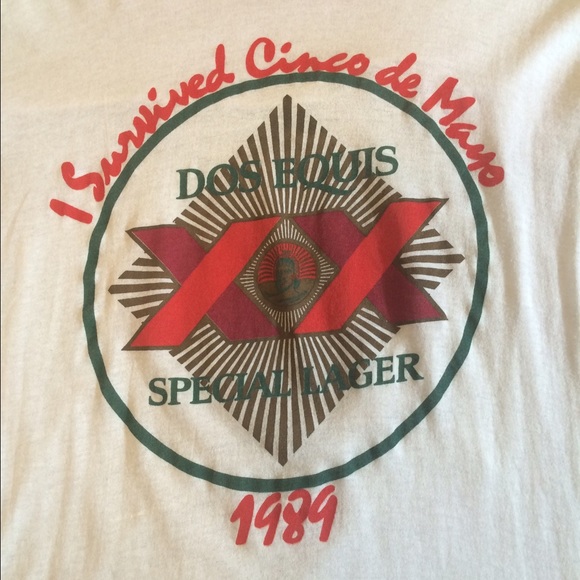 I Survived Cinco de Mayo
DOS EQUIS
XX
SPECIAL LAGER
1989